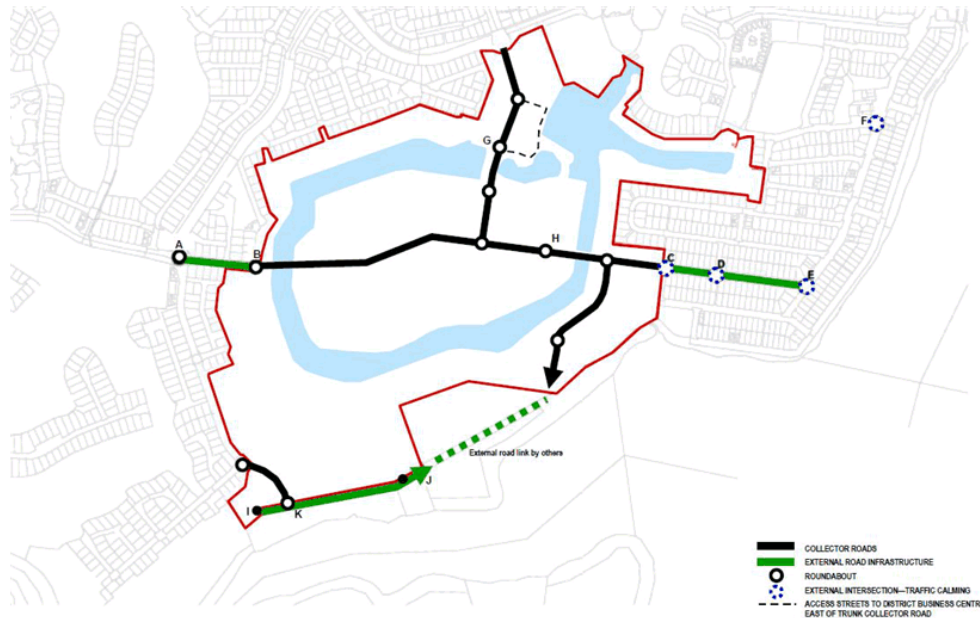 F
G
A
B
H
C
D
E
External road link by others
J
I
K
COLLECTOR ROADS
EXTERNAL ROAD INFRASTRUCTURE
ROUNDABOUT
EXTERNAL INTERSECTION—TRAFFIC CALMING
ACCESS STREETS TO DISTRICT BUSINESS CENTR
EAST OF TRUNK COLLECTOR ROAD